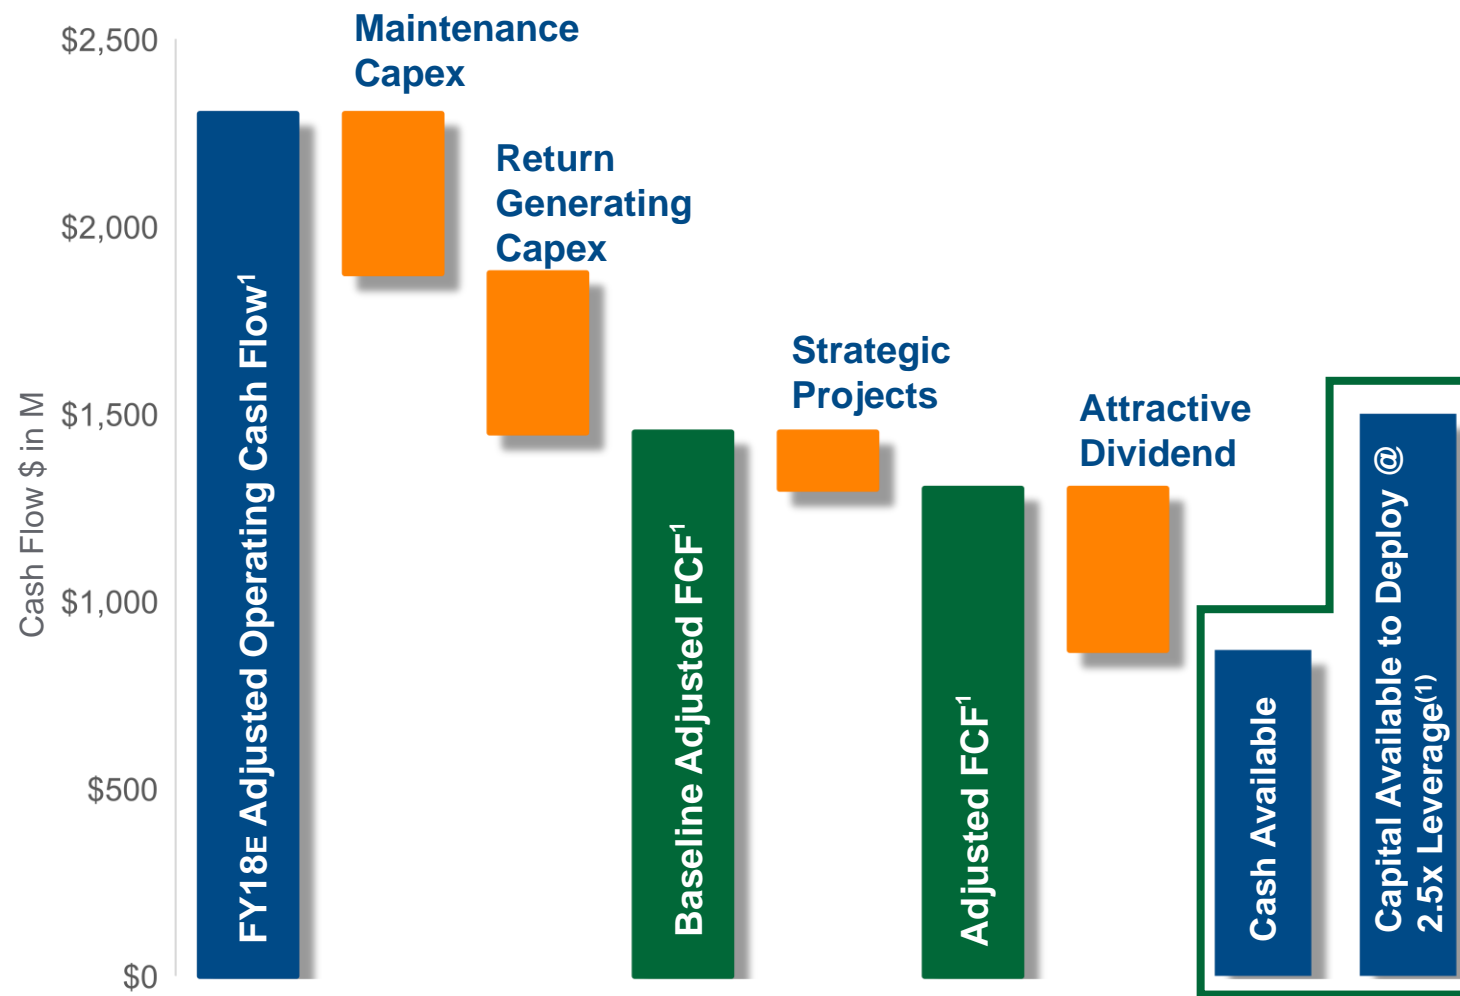 Cash Flow $ in M
$2,500
$2,000
$1,500
$1,000
$500
$0
FY18E Adjusted Operating Cash Flow¹
Maintenance
Capex
Return
Generating
Capex
Baseline Adjusted FCF¹
Strategic
Projects
Adjusted FCF¹
Attractive
Dividend
Cash Available
Capital Available to Deploy @
2.5x Leverage⁽¹⁾